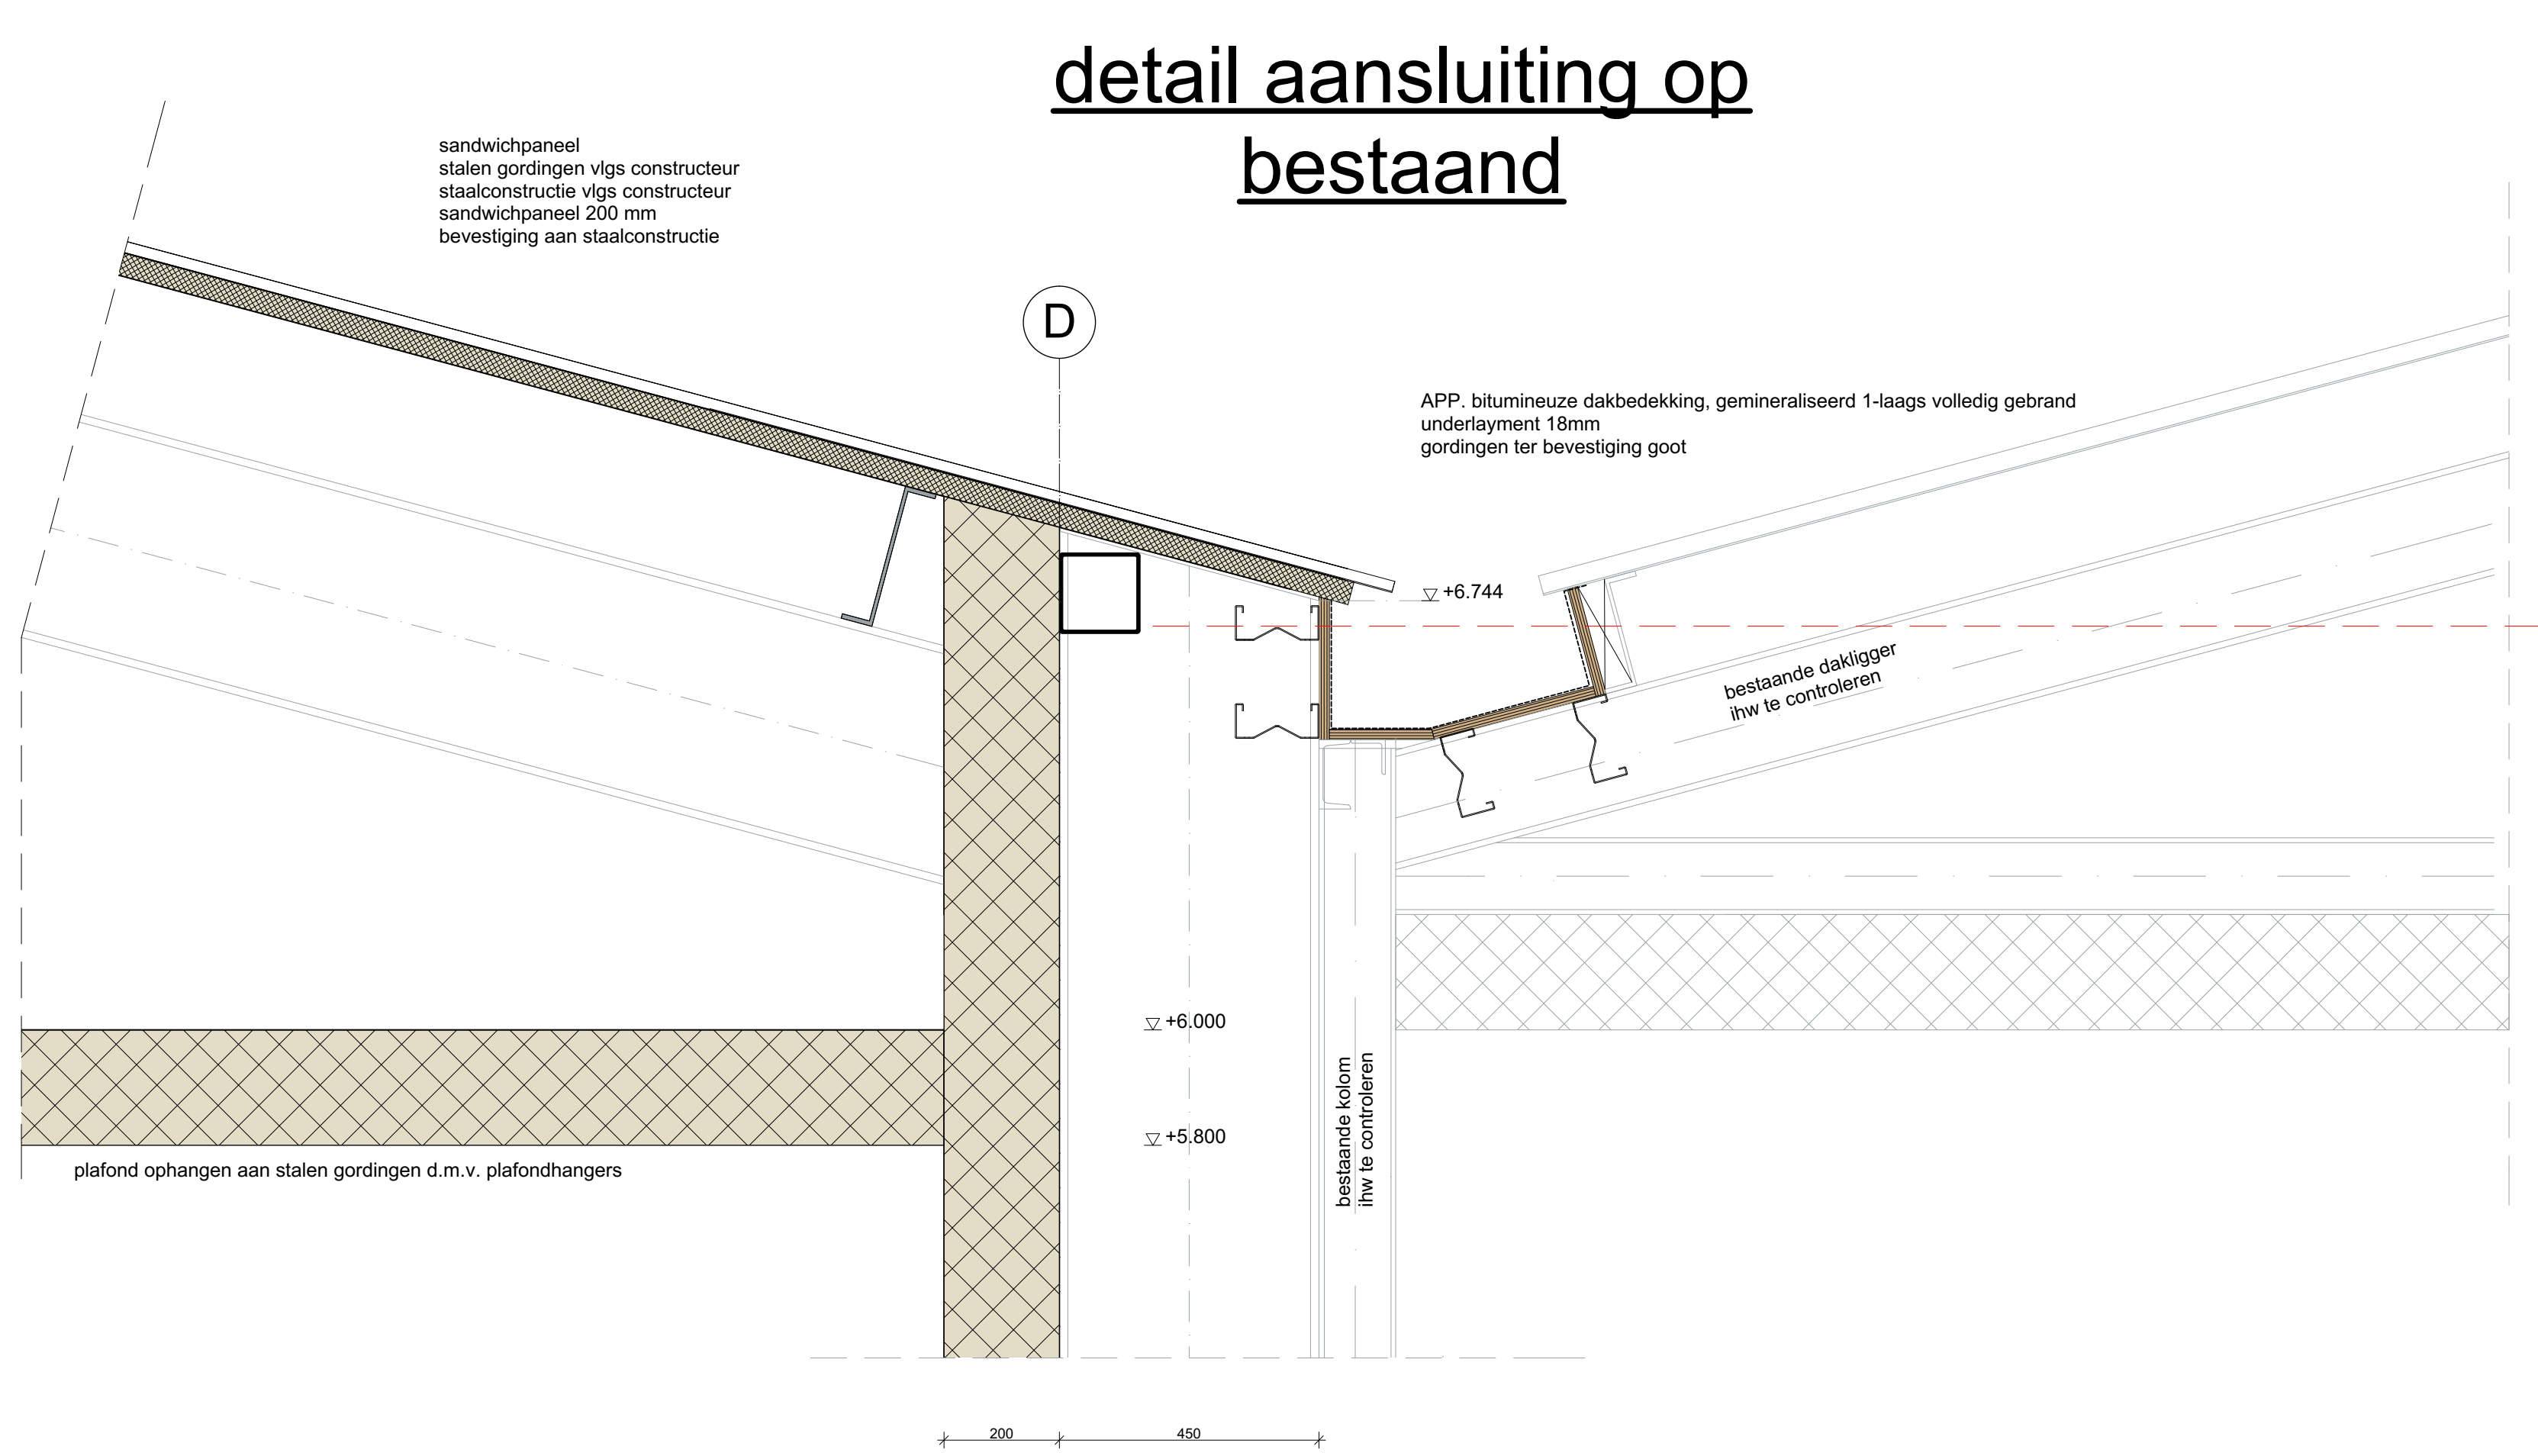 detail aansluiting op
bestaand
sandwichpaneel
stalen gordingen vlgs constructeur
staalconstructie vlgs constructeur
sandwichpaneel 200 mm
bevestiging aan staalconstructie
D
APP. bitumineuze dakbedekking, gemineraliseerd 1-laags volledig gebrand
underlayment 18mm
gordingen ter bevestiging goot
+6.744
bestaande dakligger
ihw te controleren
+6.000
+5.800
bestaande kolom
ihw te controleren
plafond ophangen aan stalen gordingen d.m.v. plafondhangers
200
450